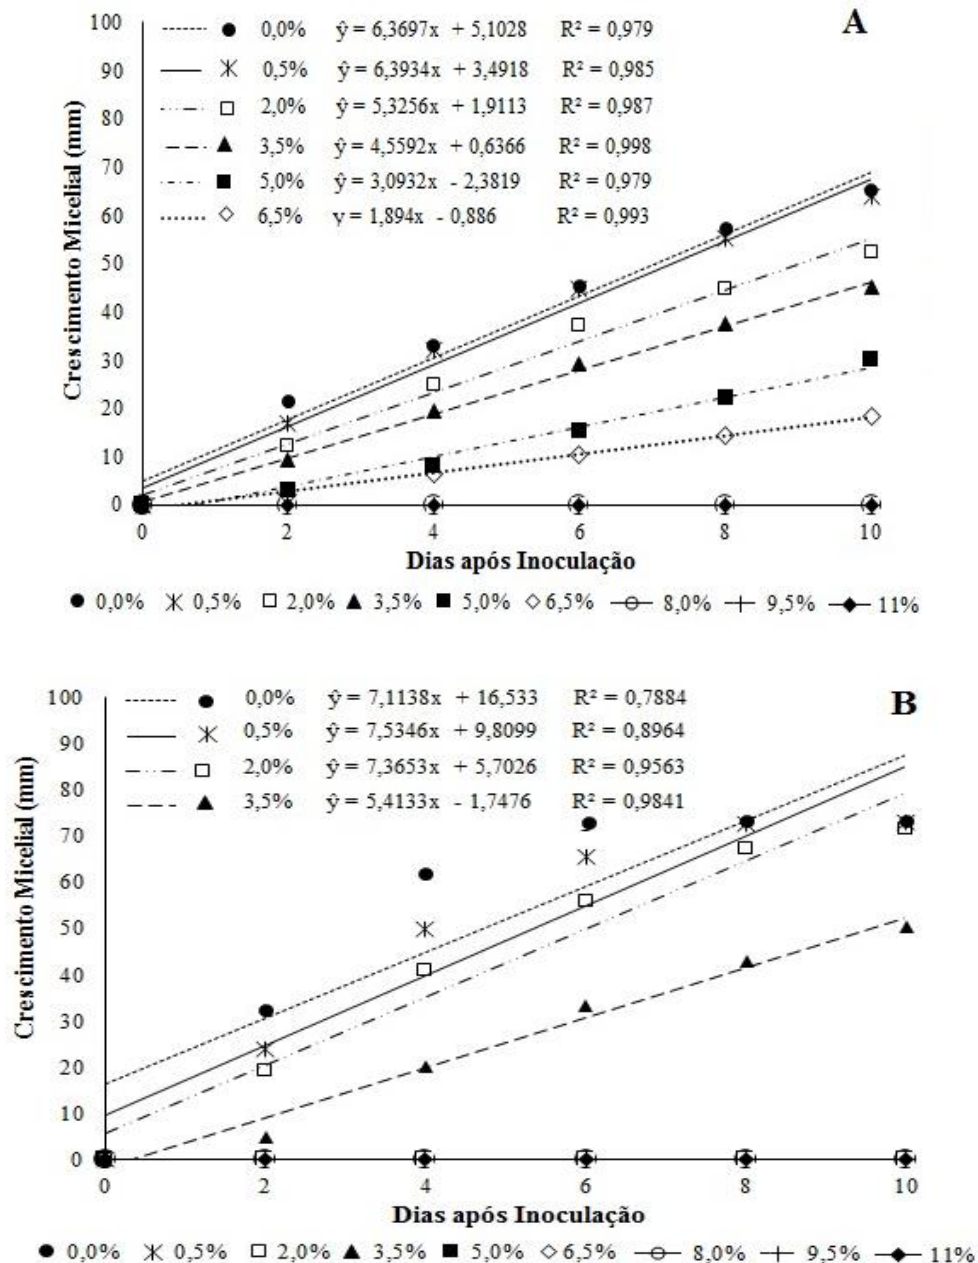 100 0,0% ŷ = 6,3697x + 5,1028 R² = 0,979 A
90 0,5% ŷ = 6,3934x + 3,4918 R² = 0,985
80 2,0% ŷ = 5,3256x + 1,9113 R² = 0,987
70 3,5% ŷ = 4,5592x + 0,6366 R² = 0,998
5,0% ŷ = 3,0932x - 2,3819 R² = 0,979
60 6,5% y = 1,894x - 0,886 R² = 0,993
50
40
30
20
10
0
Crescimento Micelial (mm)
0 2 4 6 8 10
Dias após Inoculação
0,0% 0,5% 2,0% 3,5% 5,0% 6,5% 8,0% 9,5% 11%
100 0,0% ŷ = 7,1138x + 16,533 R² = 0,7884 B
90 0,5% ŷ = 7,5346x + 9,8099 R² = 0,8964
80 2,0% ŷ = 7,3653x + 5,7026 R² = 0,9563
3,5% ŷ = 5,4133x - 1,7476 R² = 0,9841
70
60
50
40
30
20
10
0
Crescimento Micelial (mm)
0 2 4 6 8 10
Dias após Inoculação
0,0% 0,5% 2,0% 3,5% 5,0% 6,5% 8,0% 9,5% 11%